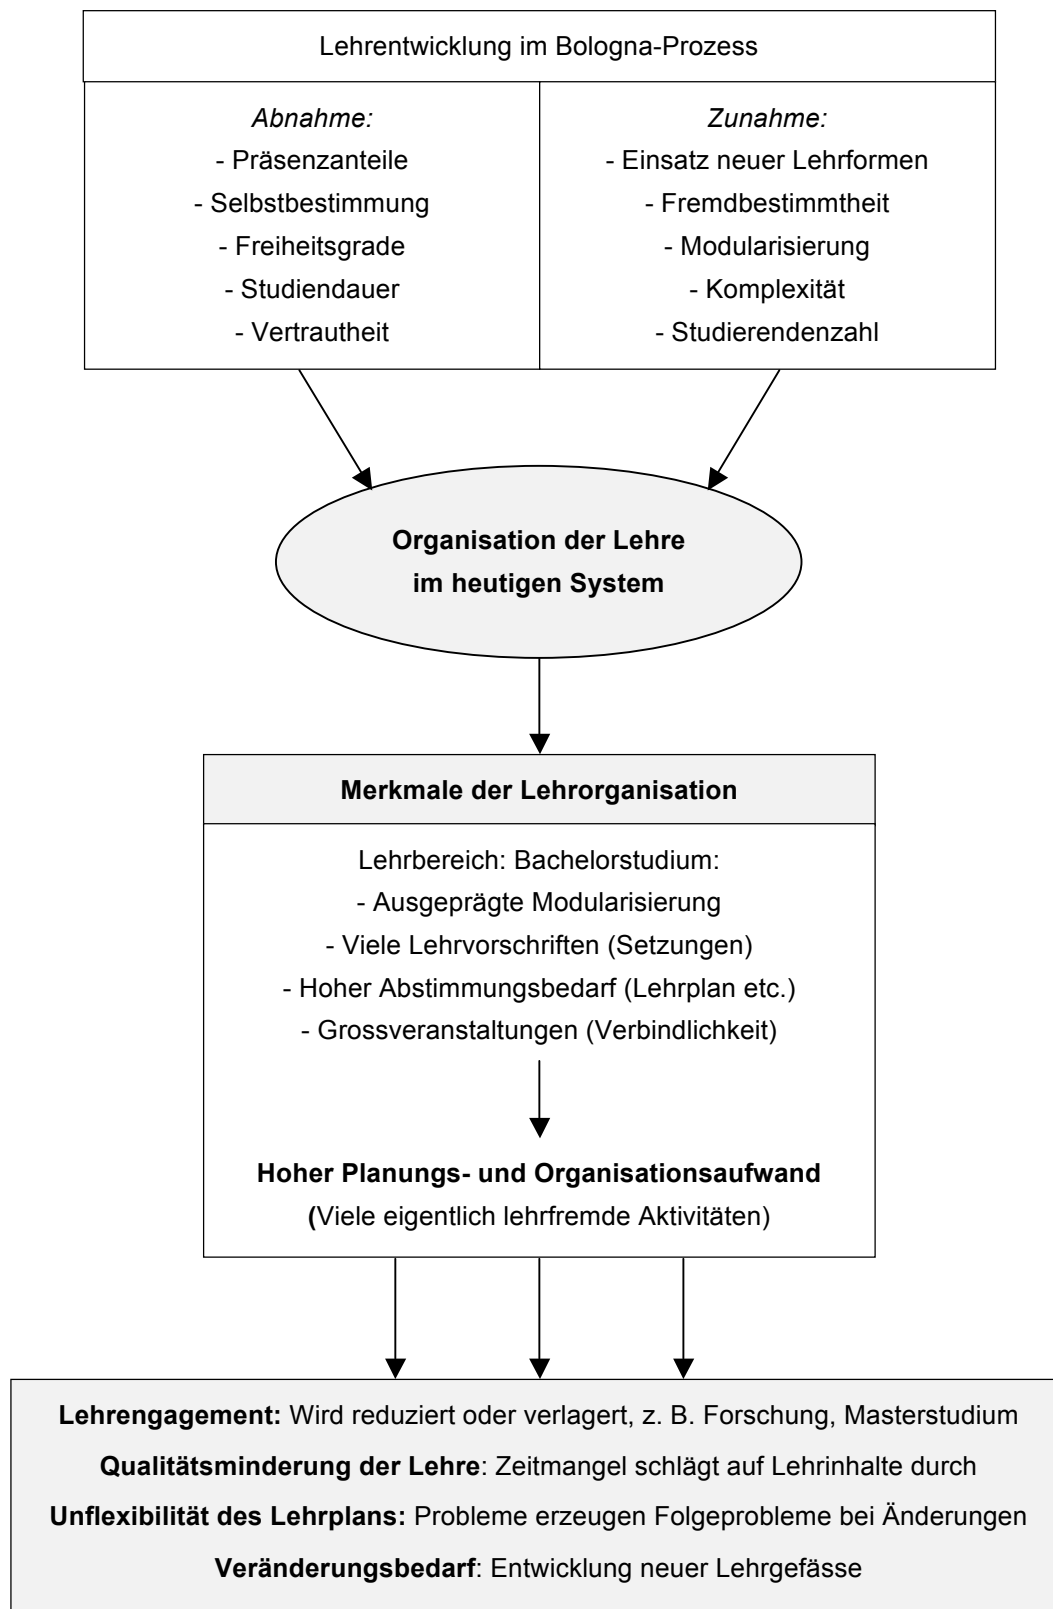 Lehrentwicklung im Bologna-Prozess
Abnahme:
- Präsenzanteile
- Selbstbestimmung
- Freiheitsgrade
- Studiendauer
- Vertrautheit
Zunahme:
- Einsatz neuer Lehrformen
- Fremdbestimmtheit
- Modularisierung
- Komplexität
- Studierendenzahl
Organisation der Lehre
im heutigen System
Merkmale der Lehrorganisation
Lehrbereich: Bachelorstudium:
- Ausgeprägte Modularisierung
- Viele Lehrvorschriften (Setzungen)
- Hoher Abstimmungsbedarf (Lehrplan etc.)
- Grossveranstaltungen (Verbindlichkeit)
Hoher Planungs- und Organisationsaufwand
(Viele eigentlich lehrfremde Aktivitäten)
Lehrengagement: Wird reduziert oder verlagert, z. B. Forschung, Masterstudium
Qualitätsminderung der Lehre: Zeitmangel schlägt auf Lehrinhalte durch
Unflexibilität des Lehrplans: Probleme erzeugen Folgeprobleme bei Änderungen
Veränderungsbedarf: Entwicklung neuer Lehrgefässe